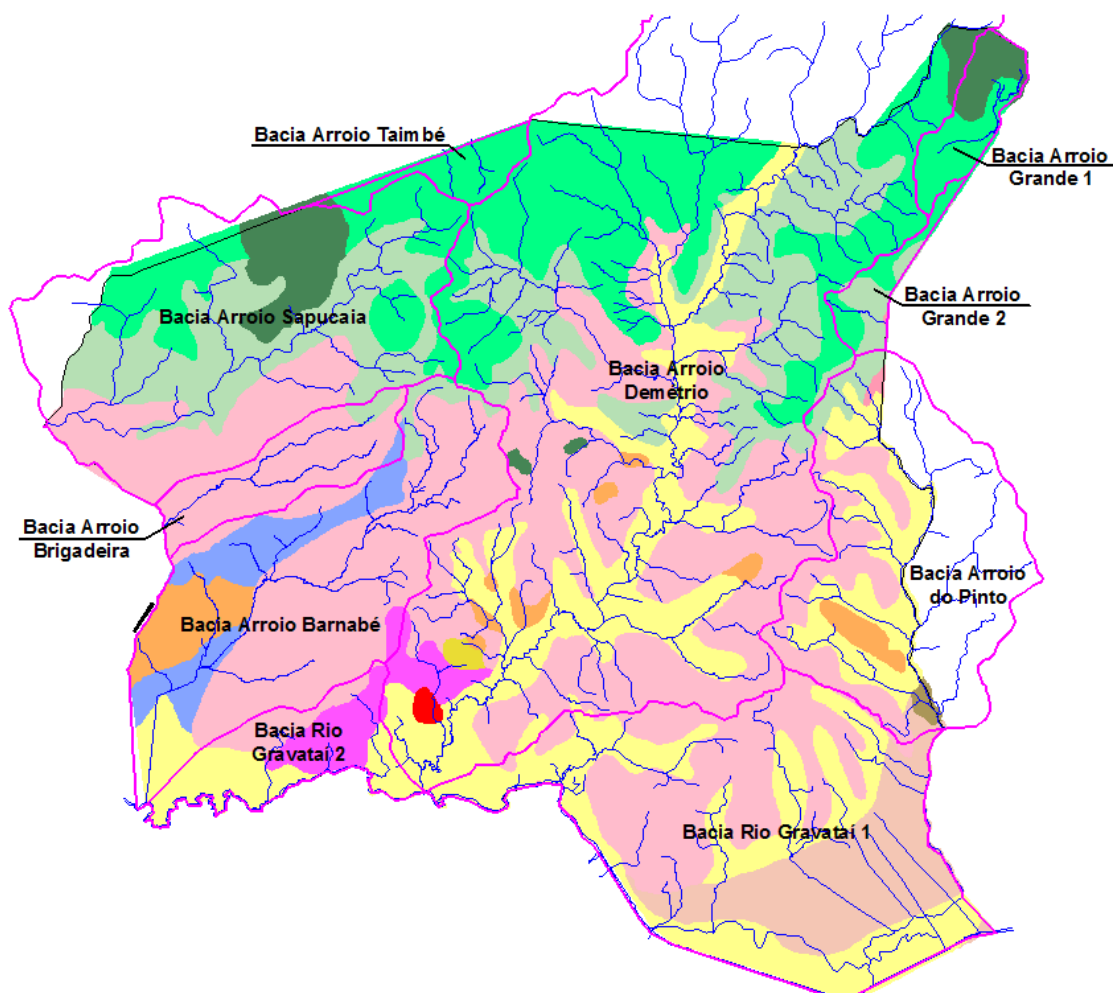 Bacia Arroio Taimbé
Bacia Arroio
Grande 1
Bacia Arroio
Grande 2
Bacia Arroio Sapucaia
Bacia Arroio
Demétrio
Bacia Arroio
Brigadeira
Bacia Arroio
do Pinto
Bacia Arroio Barnabé
Bacia Rio
Gravataí 2
Bacia Rio Gravataí 1